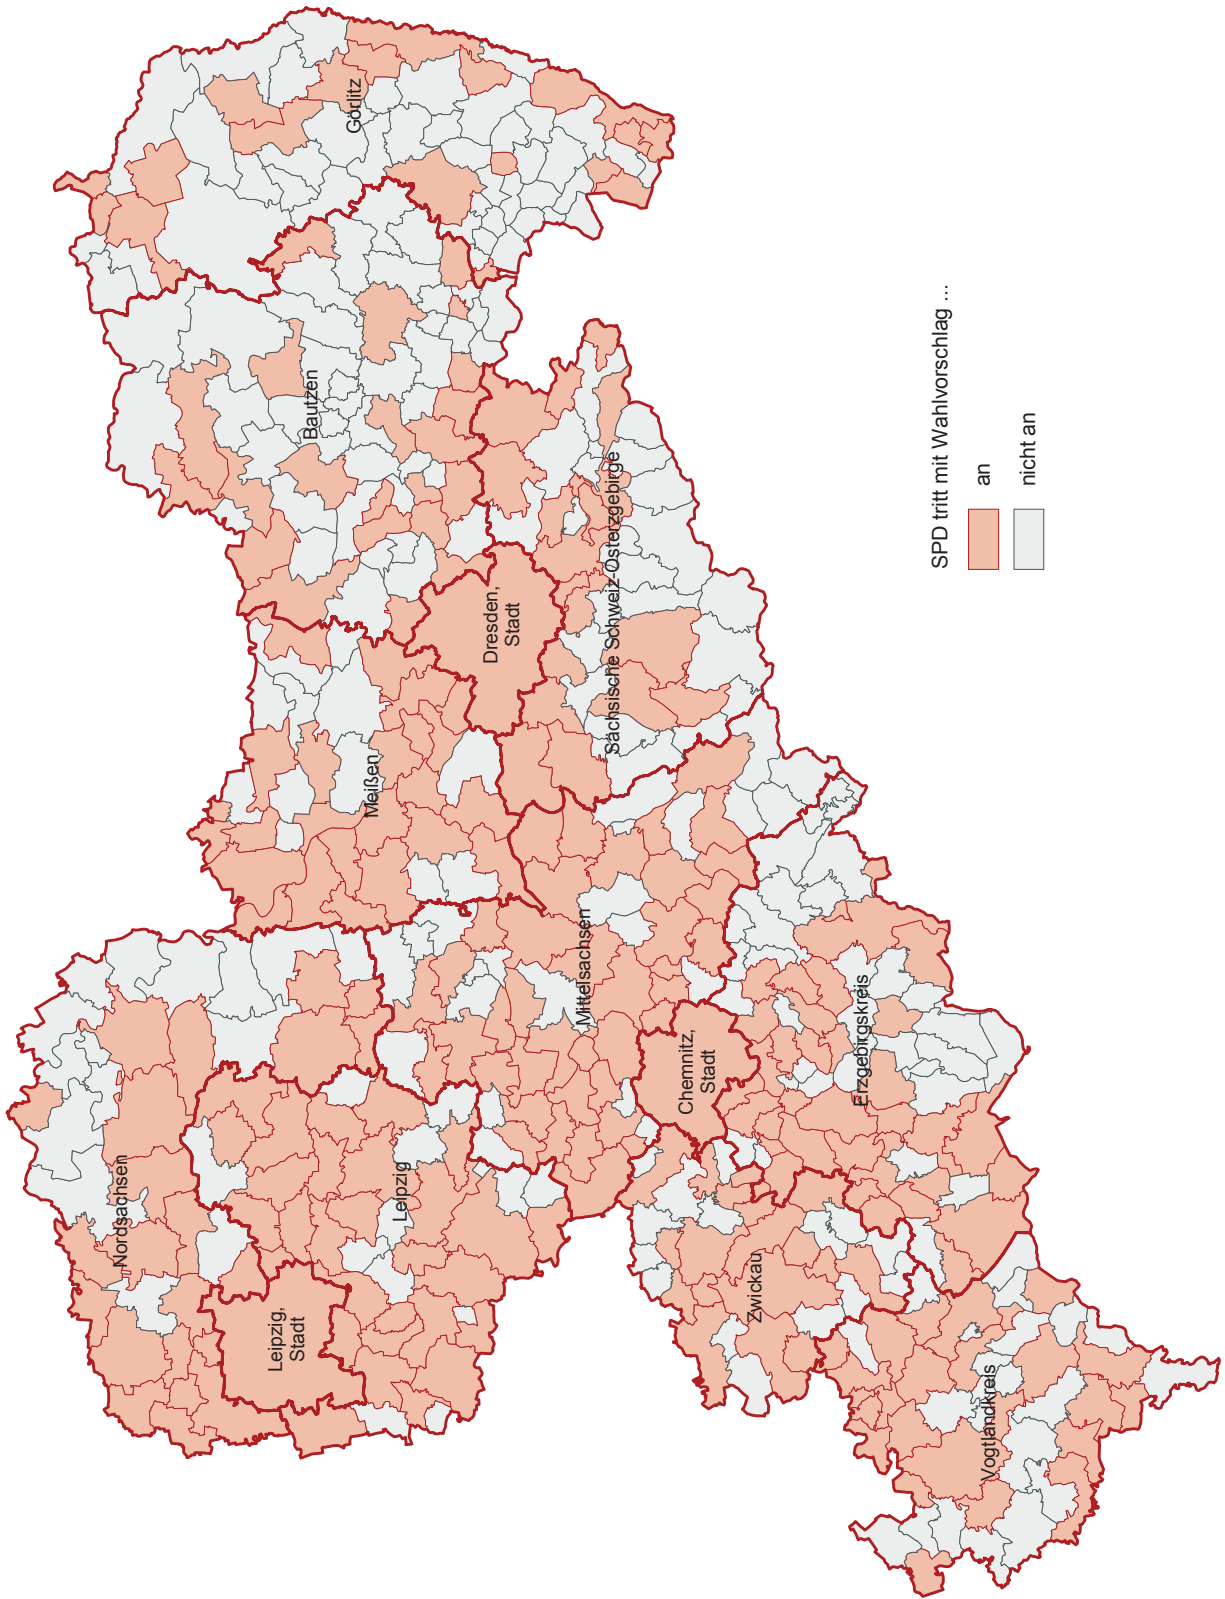 Görlitz
Bautzen
Dresden,
Stadt
Sächsische Schweiz-Osterzgebirge
Meißen
Mittelsachsen
Chemnitz,
Stadt
Erzgebirgskreis
Nordsachsen
Leipzig
Leipzig,
Stadt
Zwickau
Vogtlandkreis
SPD tritt mit Wahlvorschlag ...
an
nicht an